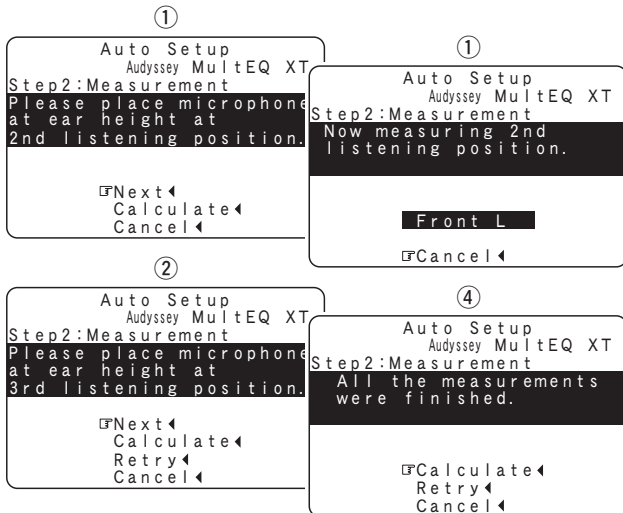 ①
Auto Setup
Audyssey MultEQ XT
Step2:Measurement
Please place microphone
at ear height at
2nd listening position.
☞Next◀
Calculate◀
Cancel◀
①
Auto Setup
Audyssey MultEQ XT
Step2:Measurement
Now measuring 2nd
listening position.
Front L
☞Cancel◀
②
Auto Setup
Audyssey MultEQ XT
Step2:Measurement
Please place microphone
at ear height at
3rd listening position.
☞Next◀
Calculate◀
Retry◀
Cancel◀
④
Auto Setup
Audyssey MultEQ XT
Step2:Measurement
All the measurements
were finished.
☞Calculate◀
Retry◀
Cancel◀